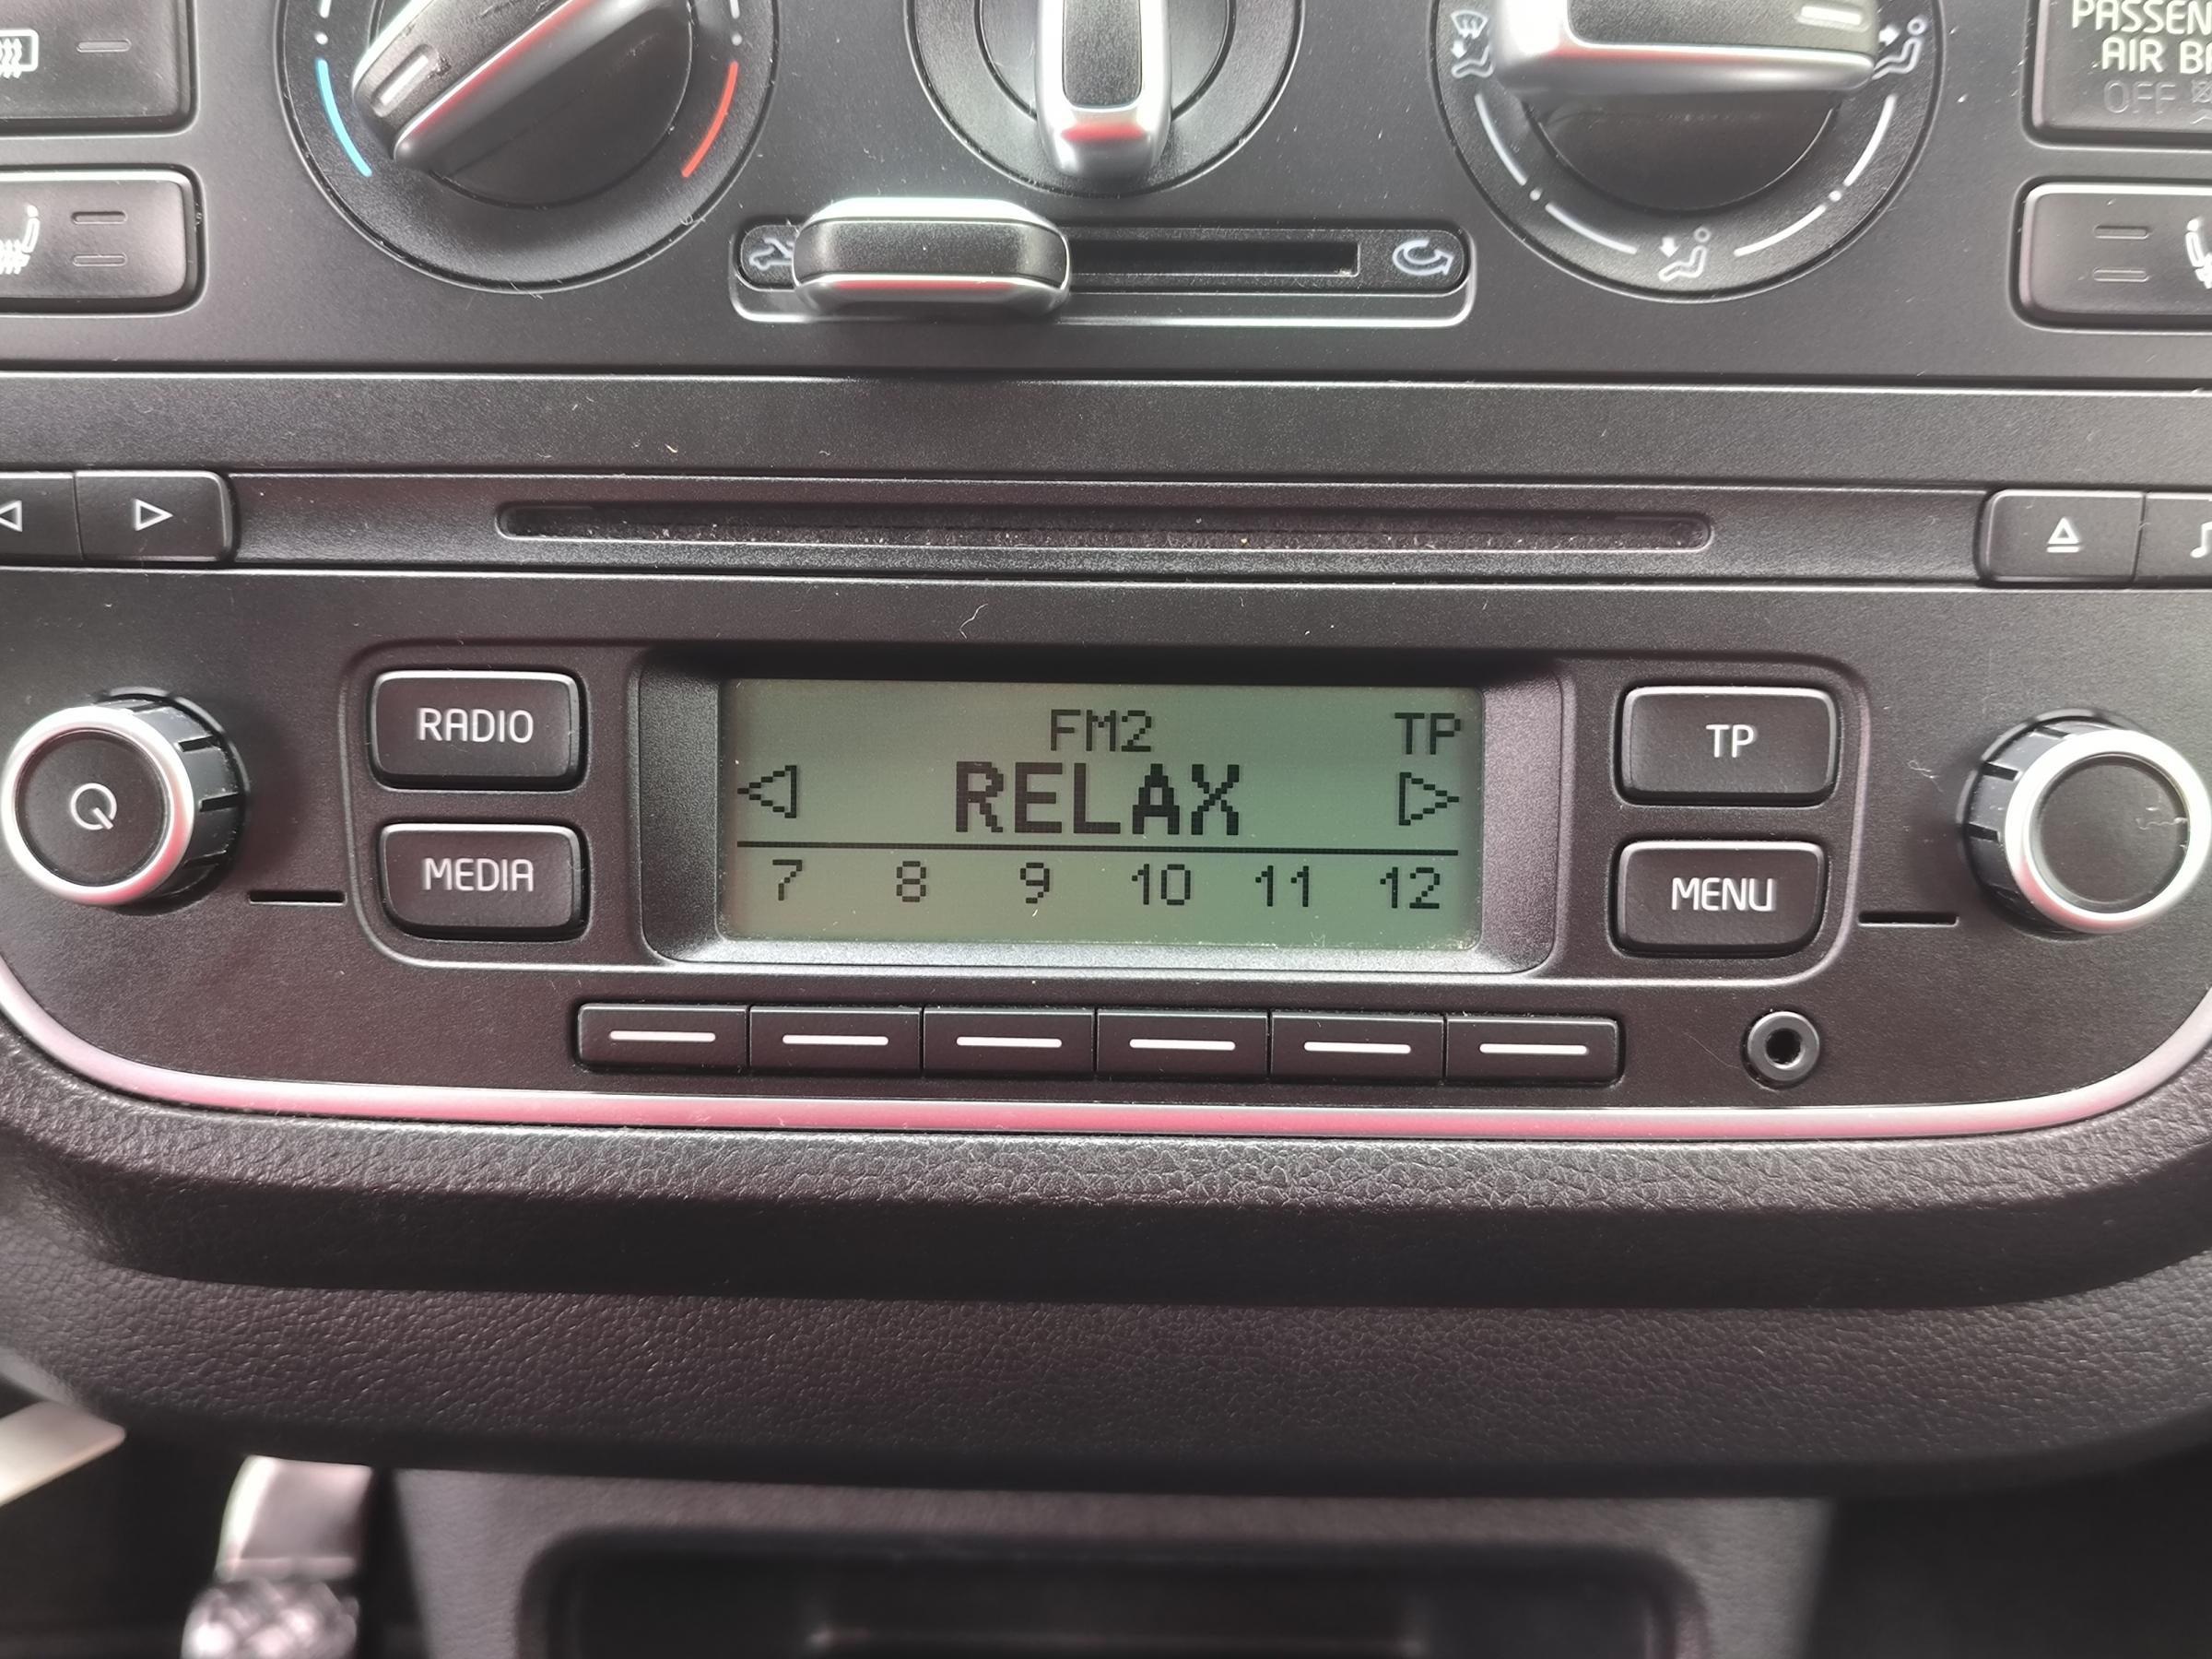 PASSEN
AIR B
OFF
RADIO
MEDIA
FM2 TP
RELAX
7 8 9 10 11 12
TP
MENU